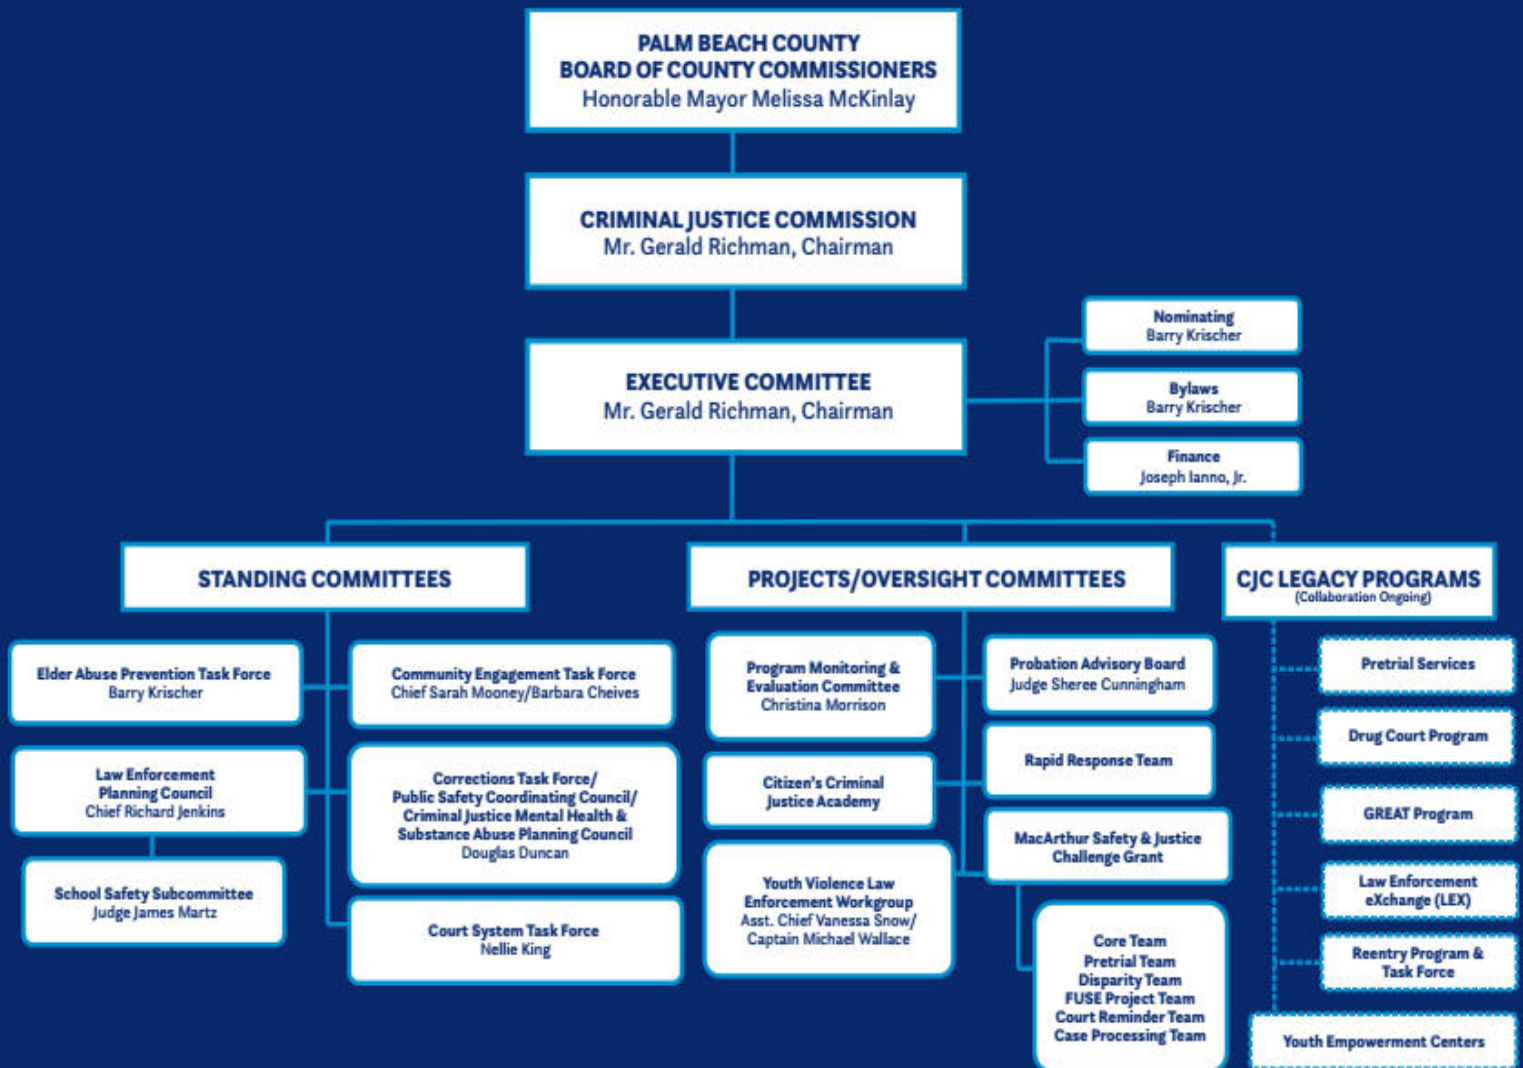 PALM BEACH COUNTY
BOARD OF COUNTY COMMISSIONERS
Honorable Mayor Melissa McKinlay
CRIMINAL JUSTICE COMMISSION
Mr. Gerald Richman, Chairman
EXECUTIVE COMMITTEE
Mr. Gerald Richman, Chairman
Nominating
Barry Krischer
Bylaws
Barry Krischer
Finance
Joseph Ianno, Jr.
STANDING COMMITTEES
Elder Abuse Prevention Task Force
Barry Krischer
Community Engagement Task Force
Chief Sarah Mooney/Barbara Cheives
Law Enforcement
Planning Council
Chief Richard Jenkins
Corrections Task Force/
Public Safety Coordinating Council/
Criminal Justice Mental Health &
Substance Abuse Planning Council
Douglas Duncan
School Safety Subcommittee
Judge James Martz
Court System Task Force
Nellie King
PROJECTS/OVERSIGHT COMMITTEES
Program Monitoring &
Evaluation Committee
Christina Morrison
Probation Advisory Board
Judge Sheree Cunningham
Citizen's Criminal
Justice Academy
Rapid Response Team
Youth Violence Law
Enforcement Workgroup
Asst. Chief Vanessa Snow/
Captain Michael Wallace
MacArthur Safety & Justice
Challenge Grant
Core Team
Pretrial Team
Disparity Team
FUSE Project Team
Court Reminder Team
Case Processing Team
CJC LEGACY PROGRAMS
(Collaboration Ongoing)
Pretrial Services
Drug Court Program
GREAT Program
Law Enforcement
eXchange (LEX)
Reentry Program &
Task Force
Youth Empowerment Centers